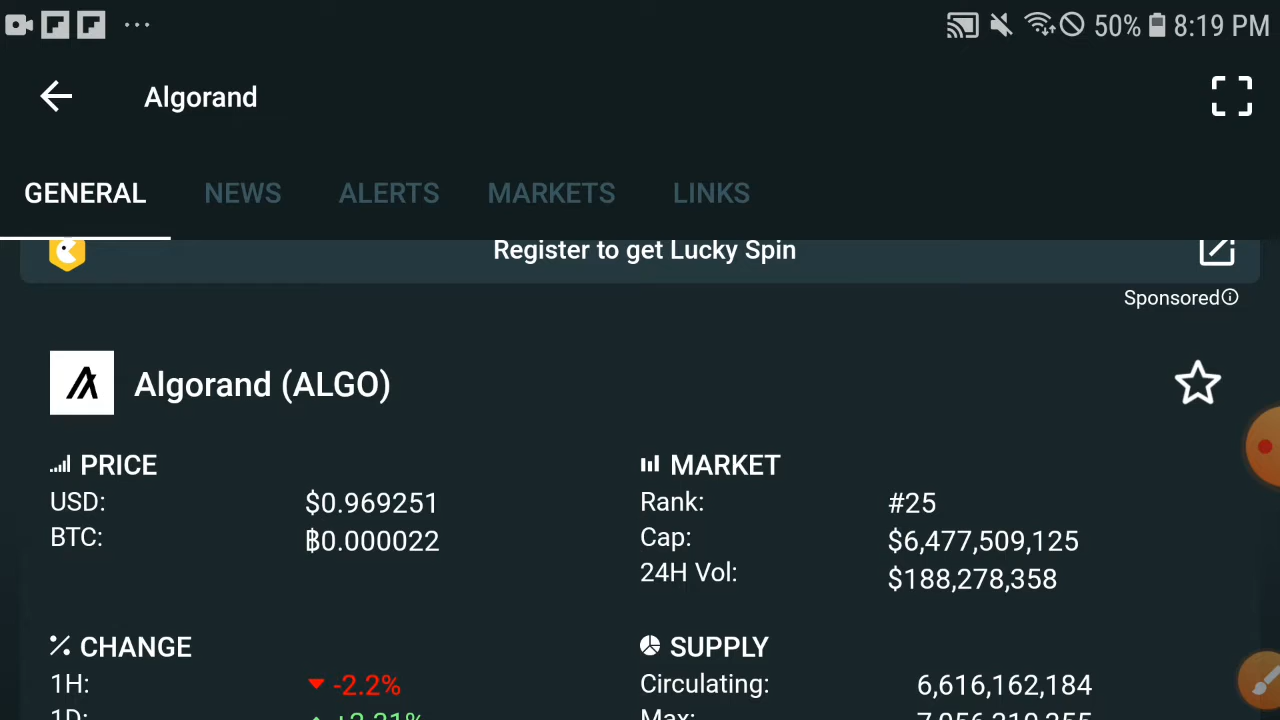 50% 8:19 PM
Algorand
GENERAL NEWS ALERTS MARKETS LINKS
Register to get Lucky Spin
Sponsored
Algorand (ALGO)
PRICE
USD: $0.969251
BTC: ₿0.000022
MARKET
Rank: #25
Cap: $6,477,509,125
24H Vol: $188,278,358
CHANGE
1H: -2.2%
1D:
SUPPLY
Circulating: 6,616,162,184
Max: